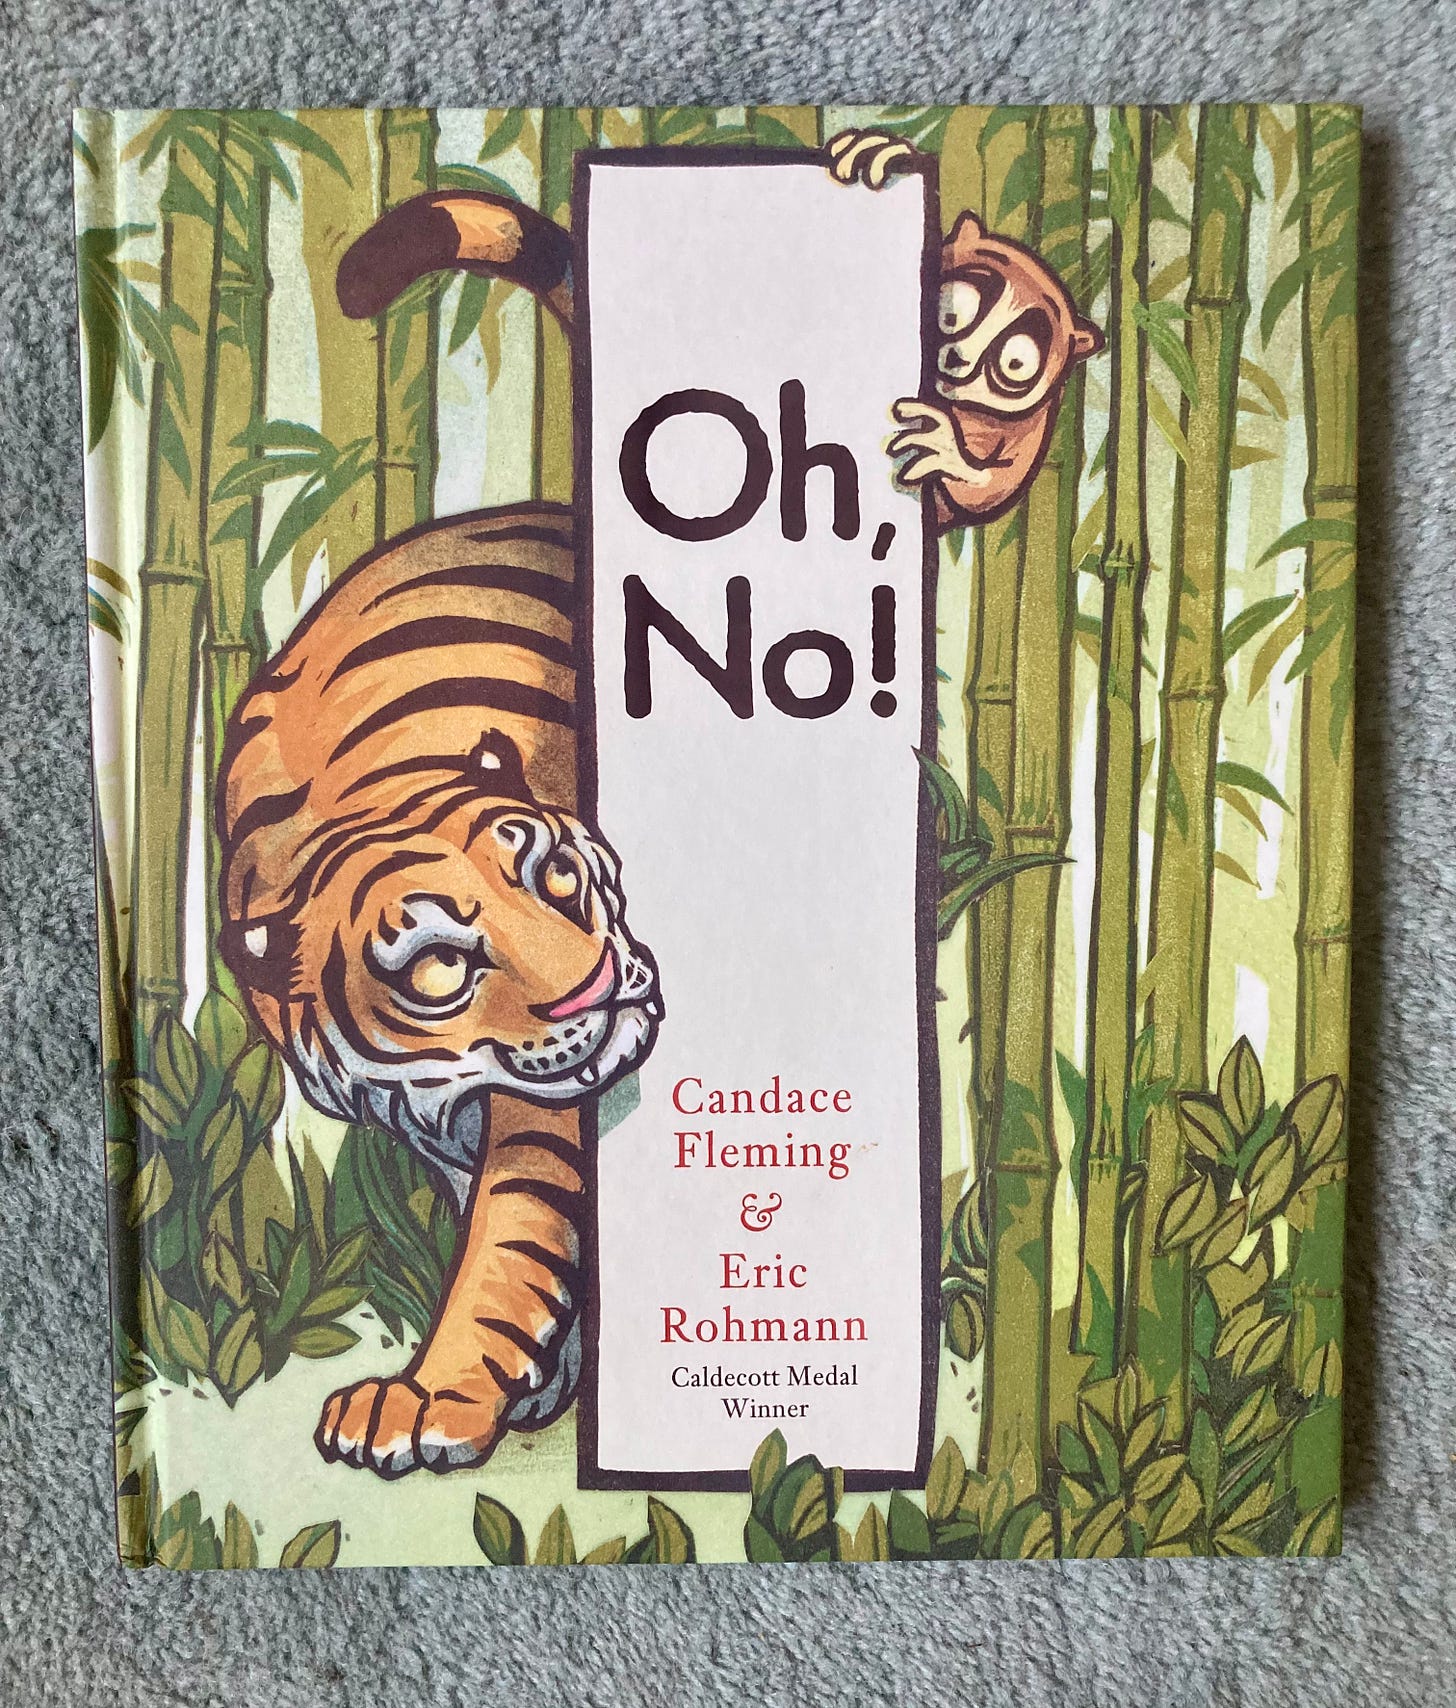 Oh,
No!
Candace
Fleming
&
Eric
Rohmann
Caldecott Medal
Winner